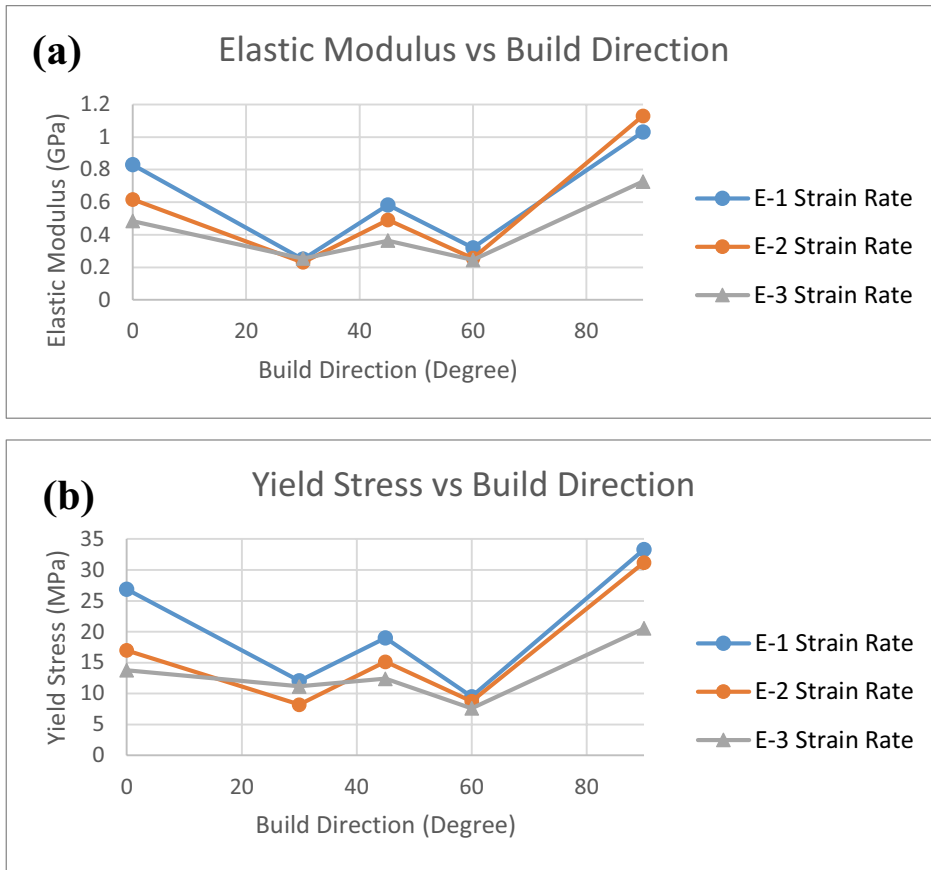 (a)
Elastic Modulus vs Build Direction
Elastic Modulus (GPa)
1.2
1
0.8
0.6
0.4
0.2
0
0 20 40 60 80
Build Direction (Degree)
E-1 Strain Rate
E-2 Strain Rate
E-3 Strain Rate
(b)
Yield Stress vs Build Direction
Yield Stress (MPa)
35
30
25
20
15
10
5
0
0 20 40 60 80
Build Direction (Degree)
E-1 Strain Rate
E-2 Strain Rate
E-3 Strain Rate